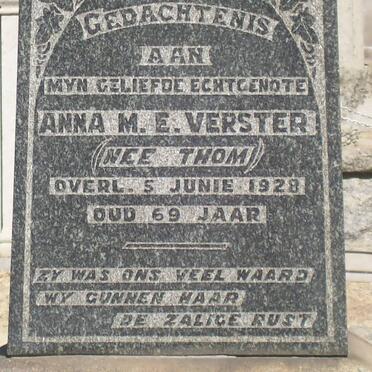 GEDACHTENIS
AAN
MYN GELIEFDE ECHTGENOTE
ANNA M. E. VERSTER
(NEE THOM)
OVERL. 5 JUNIE 1928
OUD 69 JAAR
ZY WAS ONS VEEL WAARD
WY GUNNEN HAAR
DE ZALIGE RUST